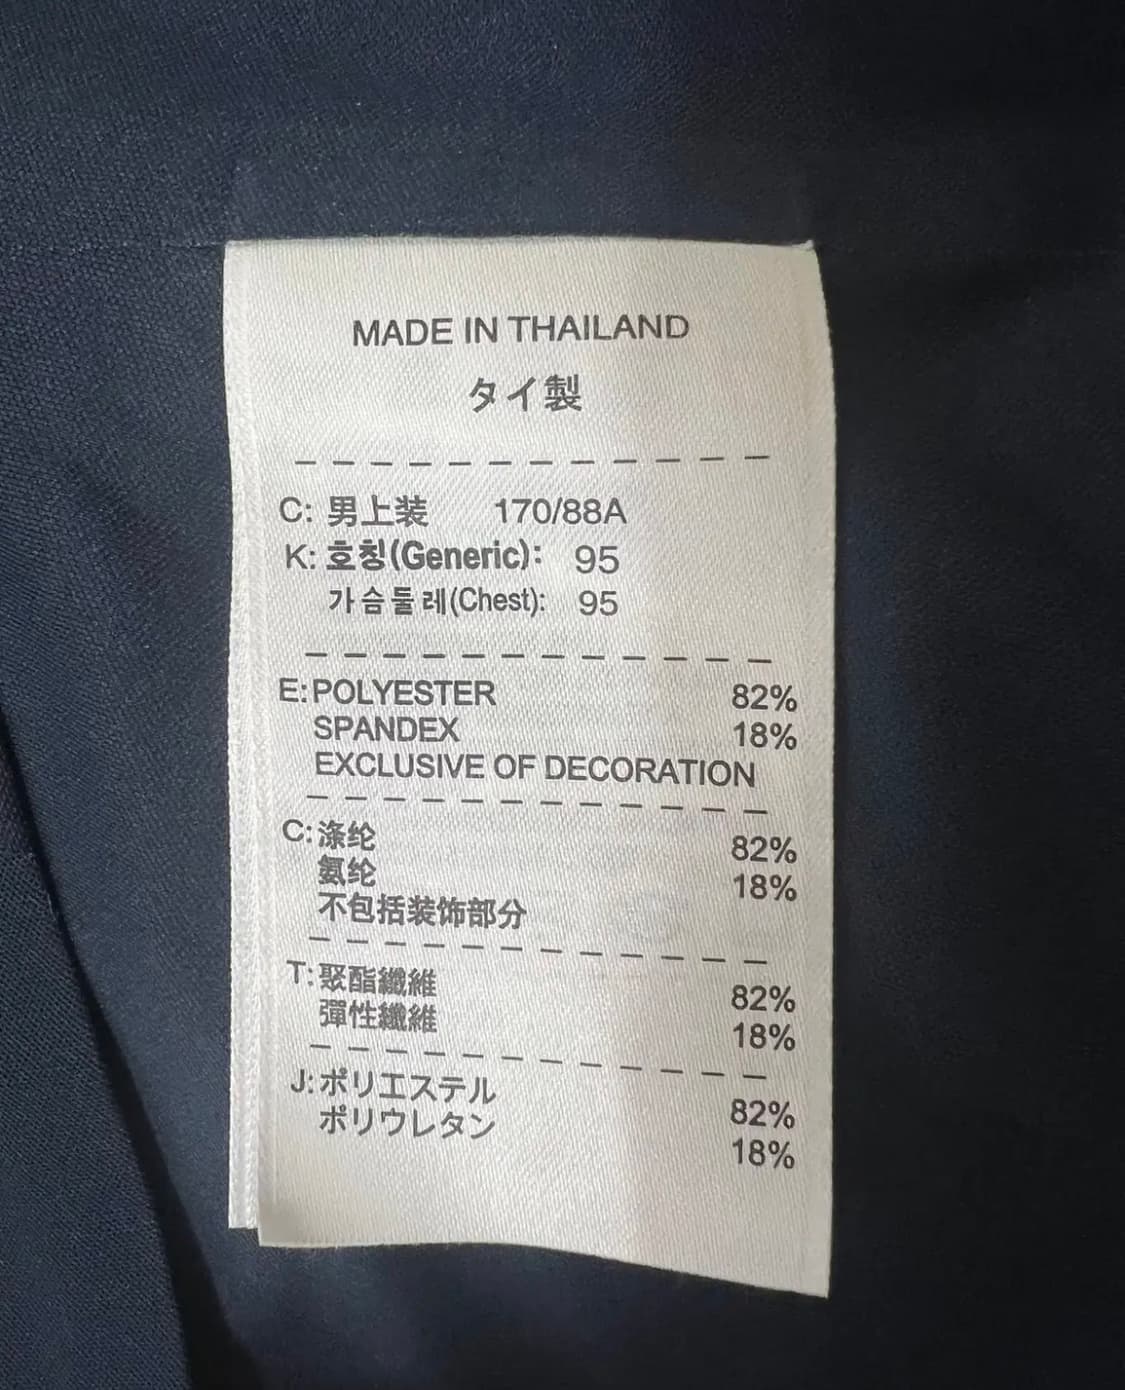 MADE IN THAILAND
タイ製
C: 男上装 170/88A
K: 호칭(Generic): 95
가슴둘레(Chest): 95
E: POLYESTER 82%
SPANDEX 18%
EXCLUSIVE OF DECORATION
C: 涤纶 82%
氨纶 18%
不包括装饰部分
T: 聚酯纖維 82%
彈性纖維 18%
J: ポリエステル 82%
ポリウレタン 18%